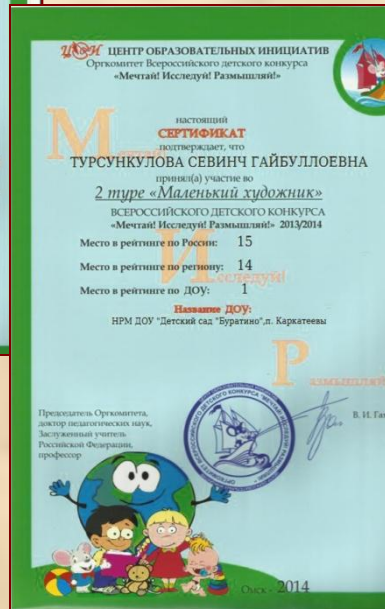 ЦЕНТР ОБРАЗОВАТЕЛЬНЫХ ИНИЦИАТИВ
Оргкомитет Всероссийского детского конкурса
«Мечтай! Исследуй! Размышляй!»
настоящий
СЕРТИФИКАТ
подтверждает, что
ТУРСУНКУЛОВА СЕВИНЧ ГАЙБУЛЛОЕВНА
принял(а) участие во
2 туре «Маленький художник»
ВСЕРОССИЙСКОГО ДЕТСКОГО КОНКУРСА
«Мечтай! Исследуй! Размышляй!» 2013/2014
Место в рейтинге по России: 15
Место в рейтинге по региону: 14
Исследуй!
Место в рейтинге по ДОУ: 1
Название ДОУ:
НРМ ДОУ "Детский сад "Буратино",п. Каркатеевы
Председатель Оргкомитета,
доктор педагогических наук,
Заслуженный учитель
Российской Федерации,
профессор
В. И.
Омск - 2014